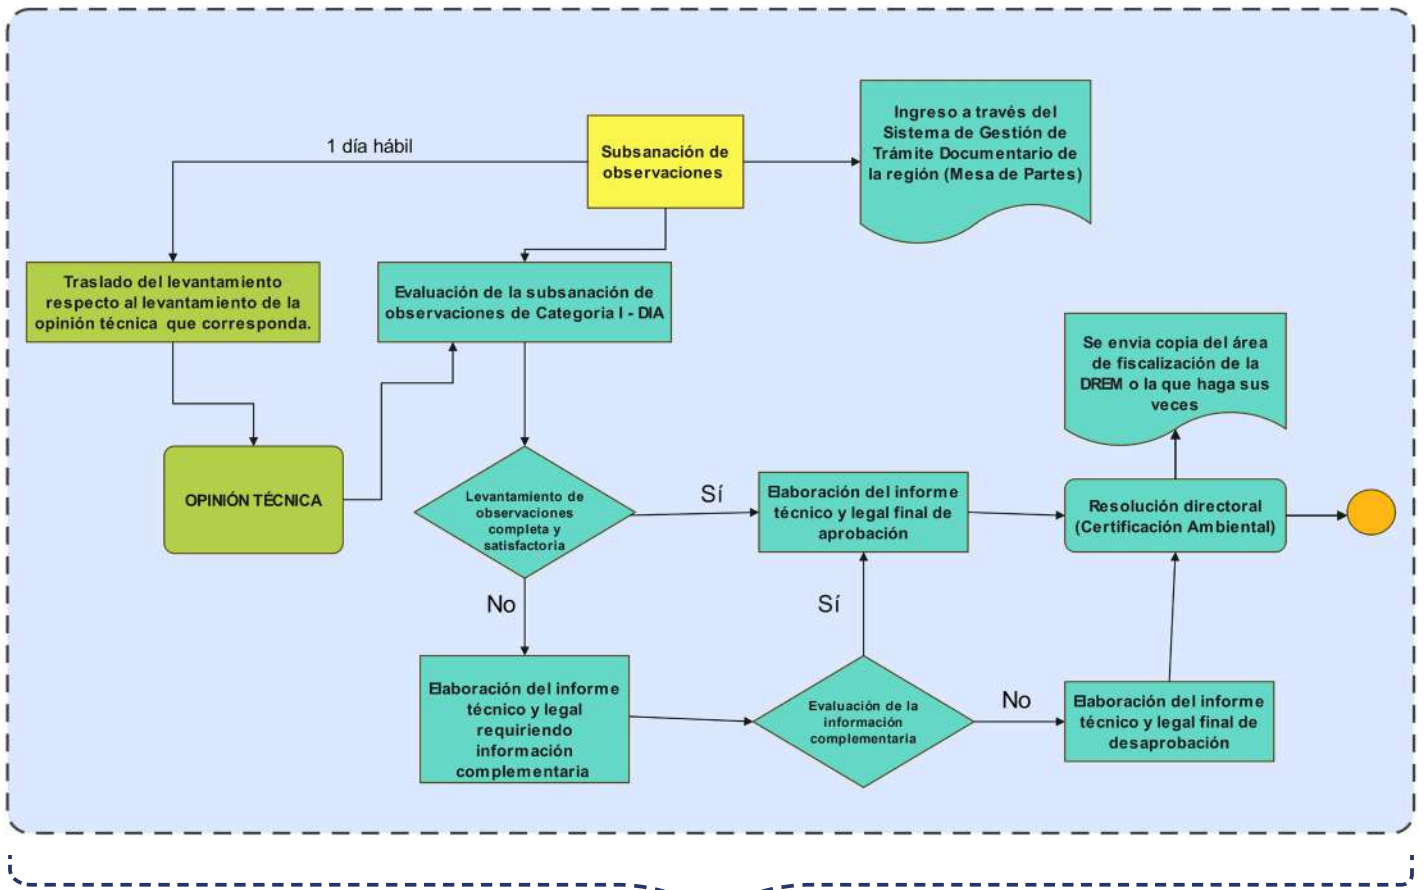 Ingreso a través del
Sistema de Gestión de
Trámite Documentario de
la región (Mesa de Partes)
1 día hábil
Subsanación de
observaciones
Traslado del levantamiento
respecto al levantamiento de la
opinión técnica que corresponda.
Evaluación de la subsanación de
observaciones de Categoria I - DIA
Se envia copia del área
de fiscalización de la
DREM o la que haga sus
veces
OPINIÓN TÉCNICA
Levantamiento de
observaciones
completa y
satisfactoria
Sí
Elaboración del informe
técnico y legal final de
aprobación
Resolución directoral
(Certificación Ambiental)
No
Sí
Elaboración del informe
técnico y legal
requiriendo
información
complementaria
Evaluación de la
información
complementaria
No
Elaboración del informe
técnico y legal final de
desaprobación